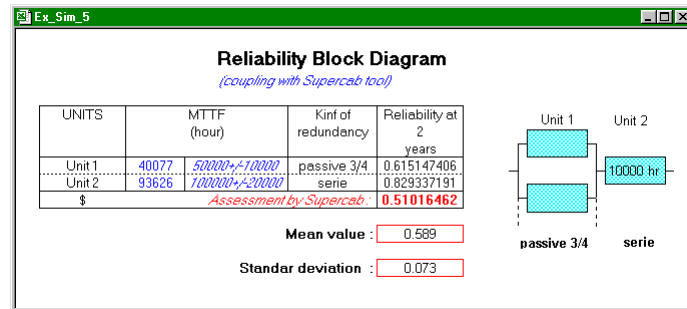 Ex_Sim_5
Reliability Block Diagram
(coupling with Supercab tool)
UNITS MTTF (hour) Kinf of redundancy Reliability at 2 years
Unit 1 40077 50000+/-10000 passive 3/4 0.615147406
Unit 2 93626 100000+/-20000 serie 0.829337191
$ Assessment by Supercab : 0.51016462
Mean value : 0.589
Standar deviation : 0.073
Unit 1 Unit 2
10000 hr
passive 3/4 serie